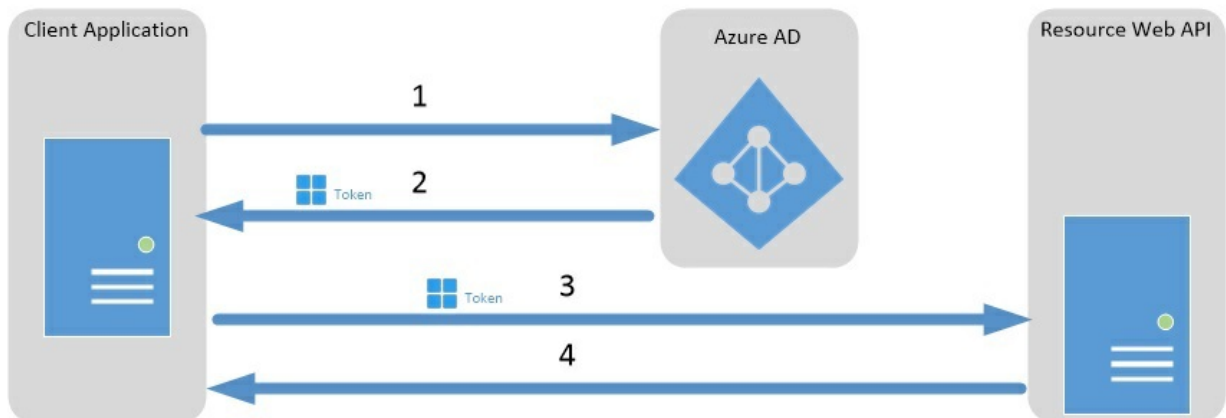 Client Application
Azure AD
Resource Web API
1
Token
2
Token
3
4